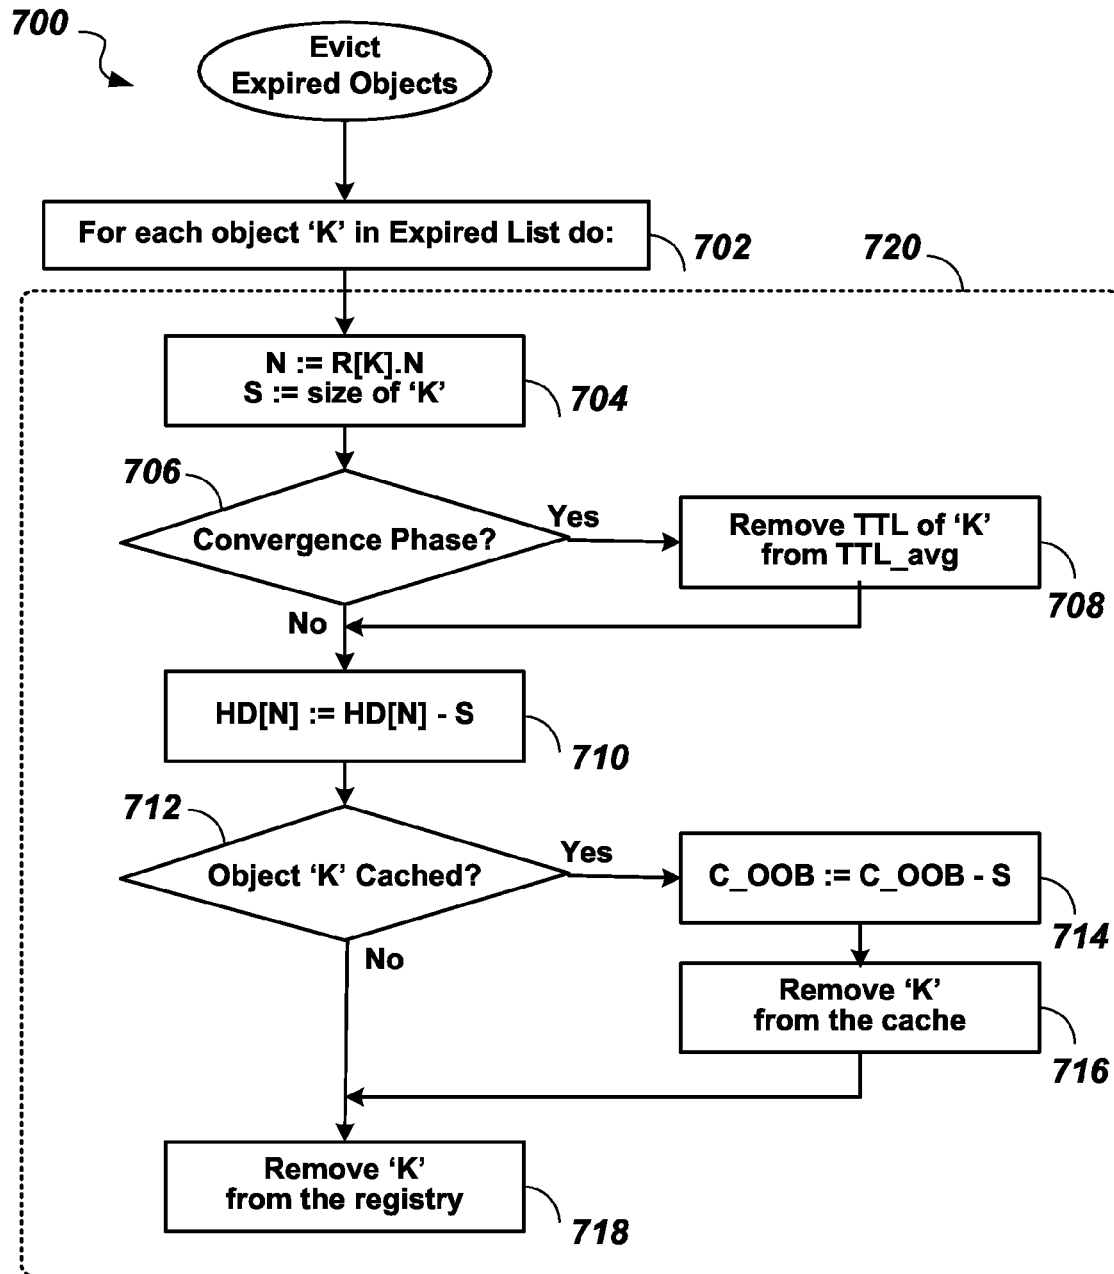 700
Evict
Expired Objects
For each object ‘K’ in Expired List do:
702
720
N := R[K].N
S := size of ‘K’
704
706
Convergence Phase?
Yes
Remove TTL of ‘K’
from TTL_avg
708
No
HD[N] := HD[N] - S
710
712
Object ‘K’ Cached?
Yes
C_OOB := C_OOB - S
714
No
Remove ‘K’
from the cache
716
Remove ‘K’
from the registry
718